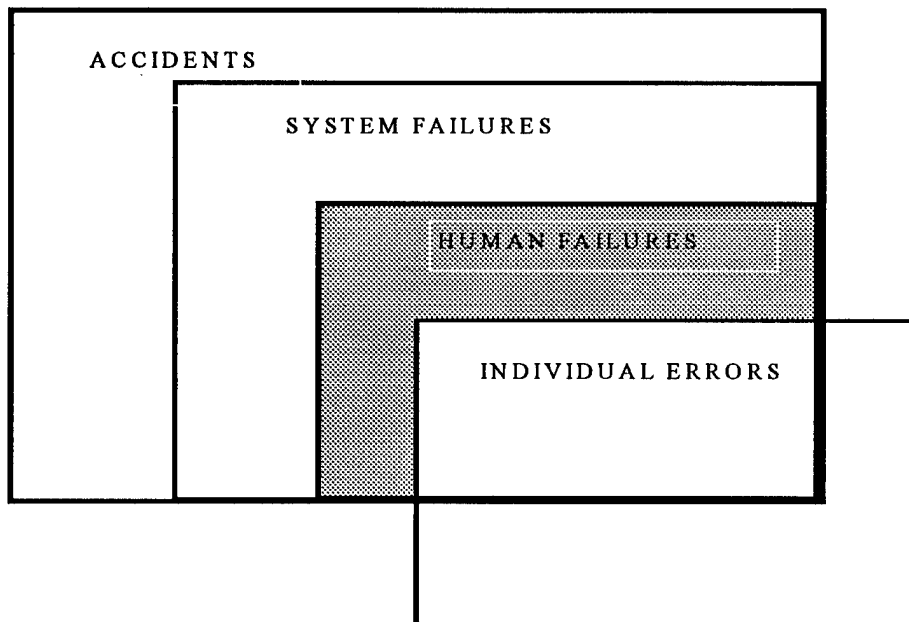 ACCIDENTS
SYSTEM FAILURES
HUMAN FAILURES
INDIVIDUAL ERRORS